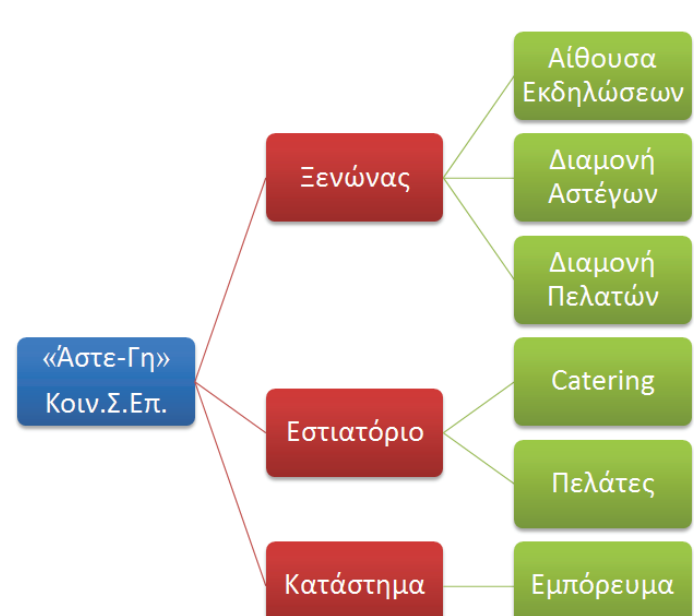 Αίθουσα
Εκδηλώσεων
Ξενώνας
Διαμονή
Αστέγων
Διαμονή
Πελατών
«Άστε-Γη»
Κοιν.Σ.Επ.
Εστιατόριο
Catering
Πελάτες
Κατάστημα
Εμπόρευμα